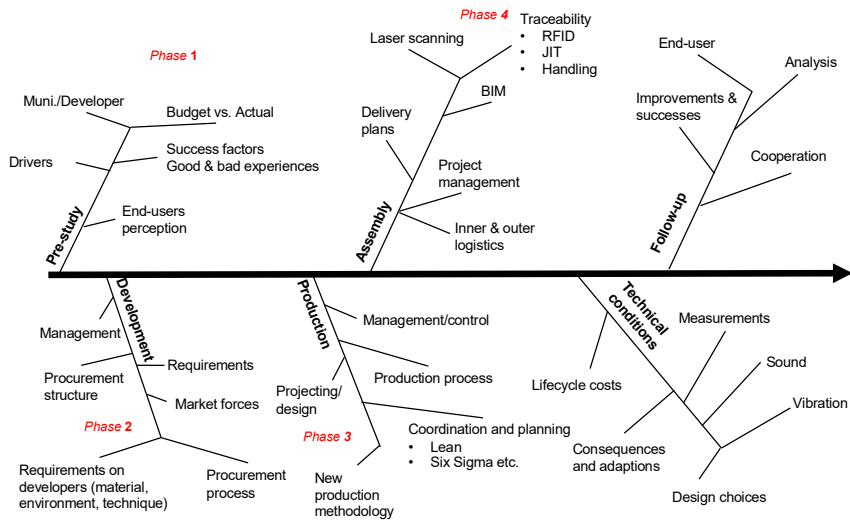 Phase 1
Muni./Developer
Budget vs. Actual
Drivers
Success factors
Good & bad experiences
End-users
perception
Pre-study
Phase 4
Laser scanning
Traceability
• RFID
• JIT
• Handling
BIM
Delivery
plans
Project
management
Inner & outer
logistics
Assembly
End-user
Analysis
Improvements &
successes
Cooperation
Follow-up
Development
Management
Requirements
Procurement
structure
Market forces
Phase 2
Requirements on
developers (material,
environment, technique)
Procurement
process
Production
Management/control
Production process
Projecting/
design
Phase 3
Coordination and planning
• Lean
• Six Sigma etc.
New
production
methodology
Technical
conditions
Measurements
Lifecycle costs
Sound
Vibration
Consequences
and adaptions
Design choices